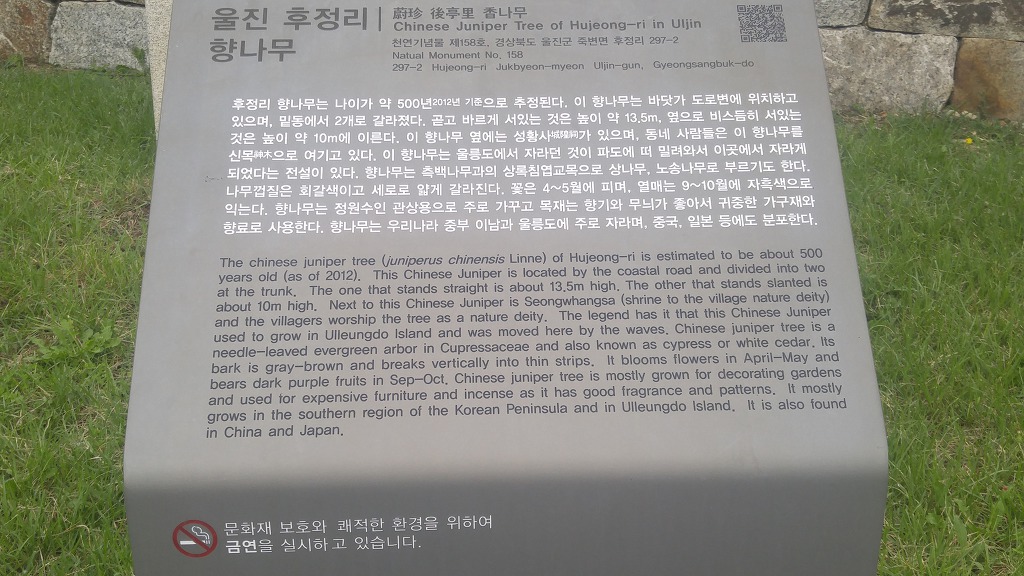 울진 후정리
향나무
蔚珍 後亭里 香나무
Chinese Juniper Tree of Hujeong-ri in Uljin
천연기념물 제158호, 경상북도 울진군 죽변면 후정리 297-2
Natual Monument No. 158
297-2 Hujeong-ri Jukbyeon-myeon Uljin-gun, Gyeongsangbuk-do
후정리 향나무는 나이가 약 500년2012년 기준으로 추정된다. 이 향나무는 바닷가 도로변에 위치하고
있으며, 밑동에서 2개로 갈라졌다. 곧고 바르게 서있는 것은 높이 약 13.5m, 옆으로 비스듬히 서있는
것은 높이 약 10m에 이른다. 이 향나무 옆에는 성황사城隍祠가 있으며, 동네 사람들은 이 향나무를
신목神木으로 여기고 있다. 이 향나무는 울릉도에서 자라던 것이 파도에 떠 밀려와서 이곳에서 자라게
되었다는 전설이 있다. 향나무는 측백나무과의 상록침엽교목으로 상나무, 노송나무로 부르기도 한다.
나무껍질은 회갈색이고 세로로 얇게 갈라진다. 꽃은 4~5월에 피며, 열매는 9~10월에 자흑색으로
익는다. 향나무는 정원수인 관상용으로 주로 가꾸고 목재는 향기와 무늬가 좋아서 귀중한 가구재와
향료로 사용한다. 향나무는 우리나라 중부 이남과 울릉도에 주로 자라며, 중국, 일본 등에도 분포한다.
The chinese juniper tree (juniperus chinensis Linne) of Hujeong-ri is estimated to be about 500
years old (as of 2012). This Chinese Juniper is located by the coastal road and divided into two
at the trunk. The one that stands straight is about 13.5m high. The other that stands slanted is
about 10m high. Next to this Chinese Juniper is Seongwhangsa (shrine to the village nature deity)
and the villagers worship the tree as a nature deity. The legend has it that this Chinese Juniper
used to grow in Ulleungdo Island and was moved here by the waves. Chinese juniper tree is a
needle-leaved evergreen arbor in Cupressaceae and also known as cypress or white cedar. Its
bark is gray-brown and breaks vertically into thin strips. It blooms flowers in April-May and
bears dark purple fruits in Sep-Oct. Chinese juniper tree is mostly grown for decorating gardens
and used for expensive furniture and incense as it has good fragrance and patterns. It mostly
grows in the southern region of the Korean Peninsula and in Ulleungdo Island. It is also found
in China and Japan.
문화재 보호와 쾌적한 환경을 위하여
금연을 실시하고 있습니다.